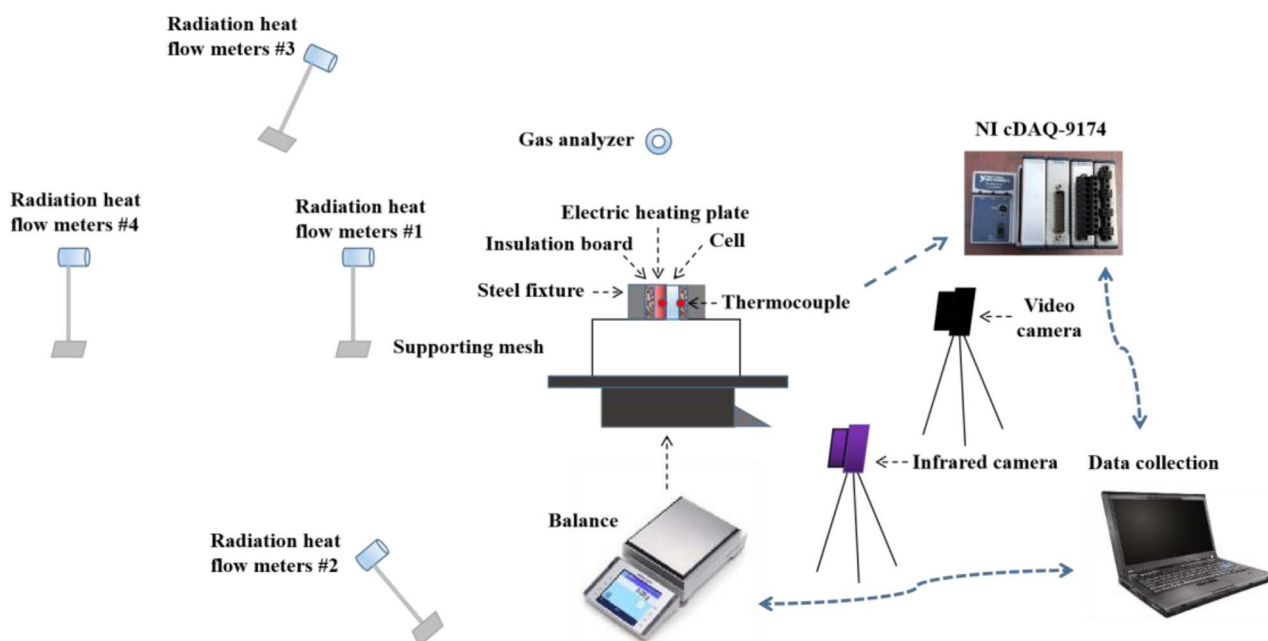 Radiation heat
flow meters #3
Gas analyzer
NI cDAQ-9174
Radiation heat
flow meters #4
Radiation heat
flow meters #1
Electric heating plate
Insulation board
Cell
Steel fixture
Thermocouple
Video
camera
Supporting mesh
Infrared camera
Data collection
Balance
Radiation heat
flow meters #2